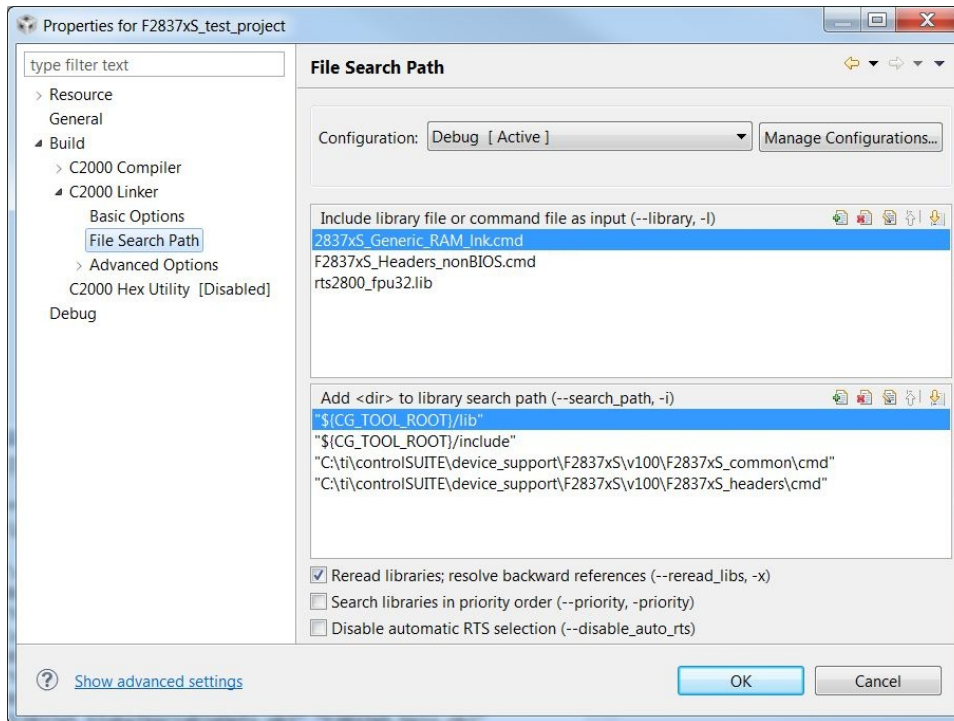 Properties for F2837xS_test_project
type filter text
Resource
General
Build
C2000 Compiler
C2000 Linker
Basic Options
File Search Path
Advanced Options
C2000 Hex Utility [Disabled]
Debug
File Search Path
Configuration: Debug [ Active ] Manage Configurations...
Include library file or command file as input (--library, -l)
2837xS_Generic_RAM_lnk.cmd
F2837xS_Headers_nonBIOS.cmd
rts2800_fpu32.lib
Add <dir> to library search path (--search_path, -i)
"${CG_TOOL_ROOT}/lib"
"${CG_TOOL_ROOT}/include"
"C:\ti\controlSUITE\device_support\F2837xS\v100\F2837xS_common\cmd"
"C:\ti\controlSUITE\device_support\F2837xS\v100\F2837xS_headers\cmd"
Reread libraries; resolve backward references (--reread_libs, -x)
Search libraries in priority order (--priority, -priority)
Disable automatic RTS selection (--disable_auto_rts)
Show advanced settings
OK Cancel